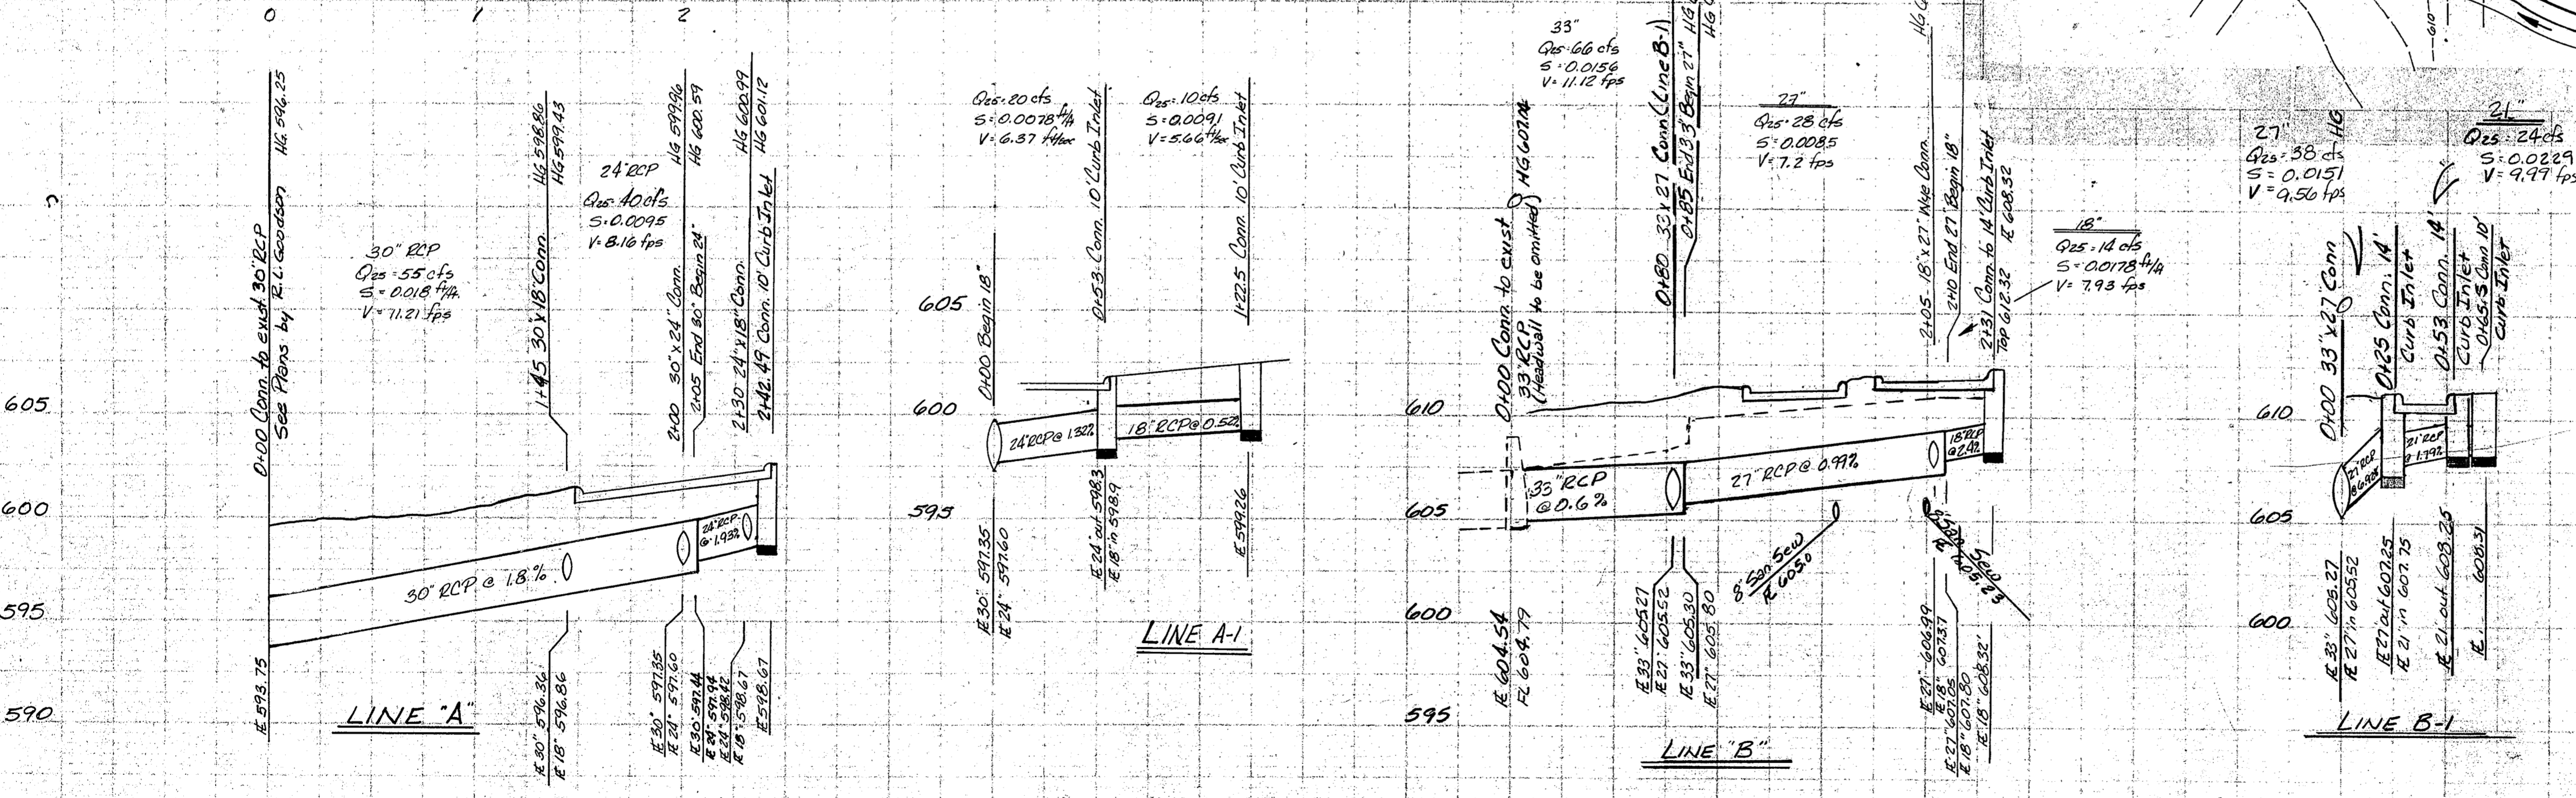 0 1 2
0+00 Conn. to exist. 30" RCP
See Plans by R.L. Goodson HG 596.25
30" RCP
Q25 = 55 cfs
S = 0.018 ft/ft.
V = 11.21 fps
1+45 30"x18" Conn. HG 598.86
HG 599.43
24" RCP
Q25 = 40 cfs
S = 0.0095
V = 8.16 fps
2+00 30"x24" Conn. HG 599.96
2+05 End 30" Begin 24" HG 600.59
2+30 24"x18" Conn. HG 600.99
2+42.49 Conn. 10' Curb Inlet HG 601.12
605
600
595
590
30" RCP @ 1.8%
24" RCP
@ 1.93%
IE 593.75
IE 30" 596.36
IE 18" 596.86
IE 30" 597.35
IE 24" 597.60
IE 30" 597.44
IE 24" 597.94
IE 24" 598.42
IE 18" 598.67
IE 598.67
LINE "A"
Q25 = 20 cfs
S = 0.0078 ft/ft
V = 6.37 ft/sec
Q25 = 10 cfs
S = 0.0091
V = 5.66 ft/sec
0+00 Begin 18"
0+53 Conn. 10' Curb Inlet
1+22.5 Conn. 10' Curb Inlet
605
600
595
24" RCP @ 1.32%
18" RCP @ 0.52%
IE 30" 597.35
IE 24" 597.60
IE 24" out 598.3
IE 18" in 598.9
IE 599.26
LINE A-1
33"
Q25 = 66 cfs
S = 0.0156
V = 11.12 fps
0+00 Conn. to exist
33" RCP
(Headwall to be omitted) HG 607.04
0+80 33"x27" Conn. (Line B-1)
0+85 End 33" Begin 27" HG
HG
27"
Q25 = 28 cfs
S = 0.0085
V = 7.2 fps
2+05 18"x27" Wye Conn. HG
2+10 End 27" Begin 18"
2+31 Conn. to 14' Curb Inlet
Top 612.32 IE 608.32
18"
Q25 = 14 cfs
S = 0.0178 ft/ft
V = 7.93 fps
610
605
600
595
33" RCP
@ 0.6%
27" RCP @ 0.99%
18" RCP
@ 2.4%
8" San. Sew
IE 605.0
IE 604.54
FL 604.79
IE 33" 605.27
IE 27" 605.52
IE 33" 605.30
IE 27" 605.80
IE 27" 606.99
IE 18" 607.37
IE 27" 607.05
IE 18" 607.80
IE 18" 608.32
LINE "B"
610
27"
Q25 = 38 cfs
S = 0.0151
V = 9.56 fps
21"
Q25 = 24 cfs
S = 0.0229
V = 9.99 fps
0+00 33"x27" Conn HG
0+25 Conn. 14'
Curb Inlet
0+53 Conn. 14'
Curb Inlet
0+65.5 Conn 10'
Curb Inlet
610
605
600
27" RCP
21" RCP
@ 1.79%
IE 33" 605.27
IE 27" in 605.52
IE 27" out 607.25
IE 21" in 607.75
IE 21" out 608.25
IE. 608.31
LINE B-1